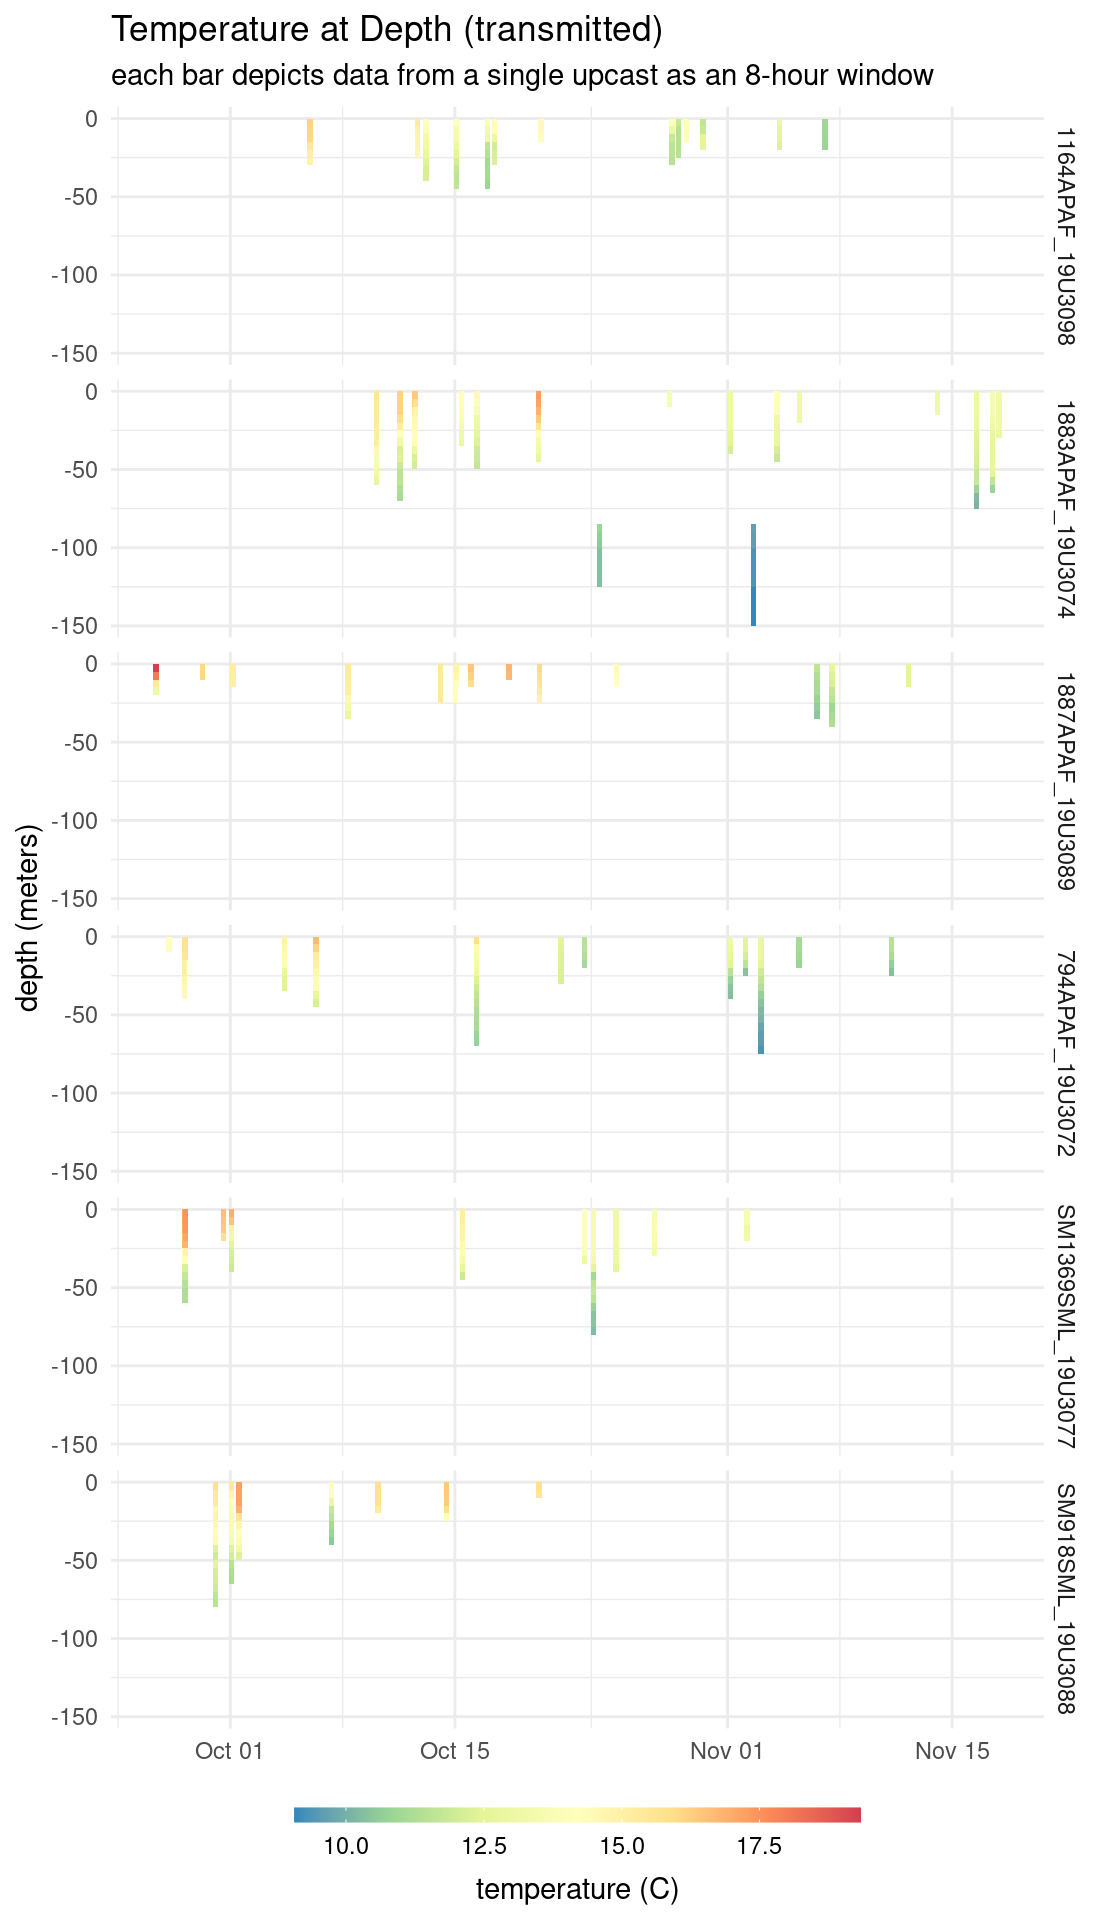 Temperature at Depth (transmitted)
each bar depicts data from a single upcast as an 8-hour window
depth (meters)
0
-50
-100
-150
1164APAF_19U3098
0
-50
-100
-150
1883APAF_19U3074
0
-50
-100
-150
1887APAF_19U3089
0
-50
-100
-150
794APAF_19U3072
0
-50
-100
-150
SM1369SML_19U3077
0
-50
-100
-150
SM918SML_19U3088
Oct 01 Oct 15 Nov 01 Nov 15
10.0 12.5 15.0 17.5
temperature (C)